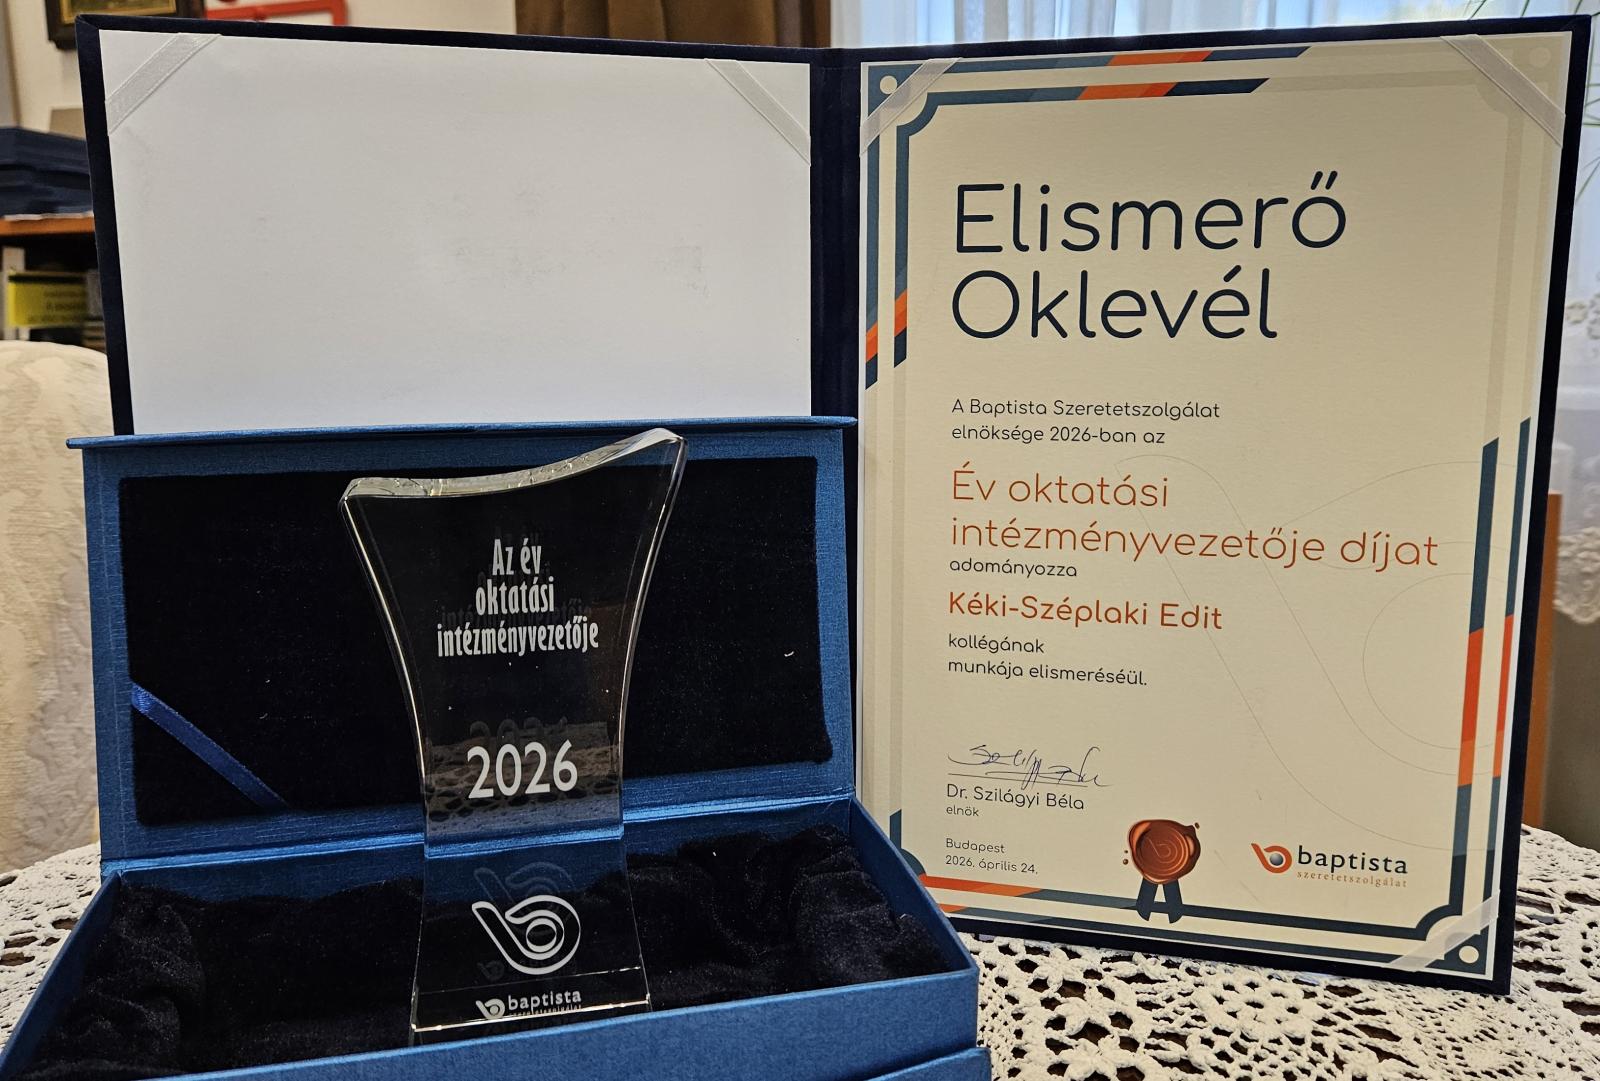 Elismerő
Oklevél
A Baptista Szeretetszolgálat
elnöksége 2026-ban az
Év oktatási
intézményvezetője díjat
adományozza
Kéki-Széplaki Edit
kollégának
munkája elismeréséül.
Dr. Szilágyi Béla
elnök
Budapest
2026. április 24.
baptista
szeretetszolgálat
Az év
oktatási
intézményvezetője
2026
baptista